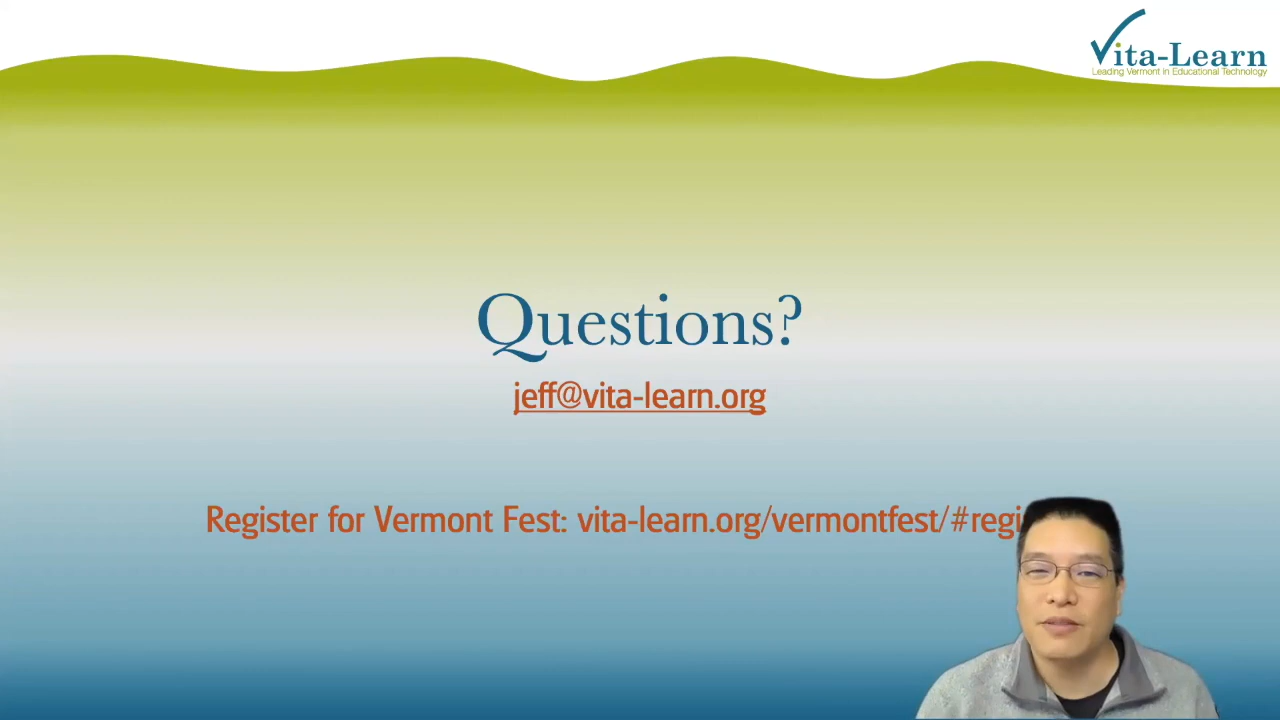 Vita-Learn
Leading Vermont in Educational Technology
Questions?
jeff@vita-learn.org
Register for Vermont Fest: vita-learn.org/vermontfest/#regi